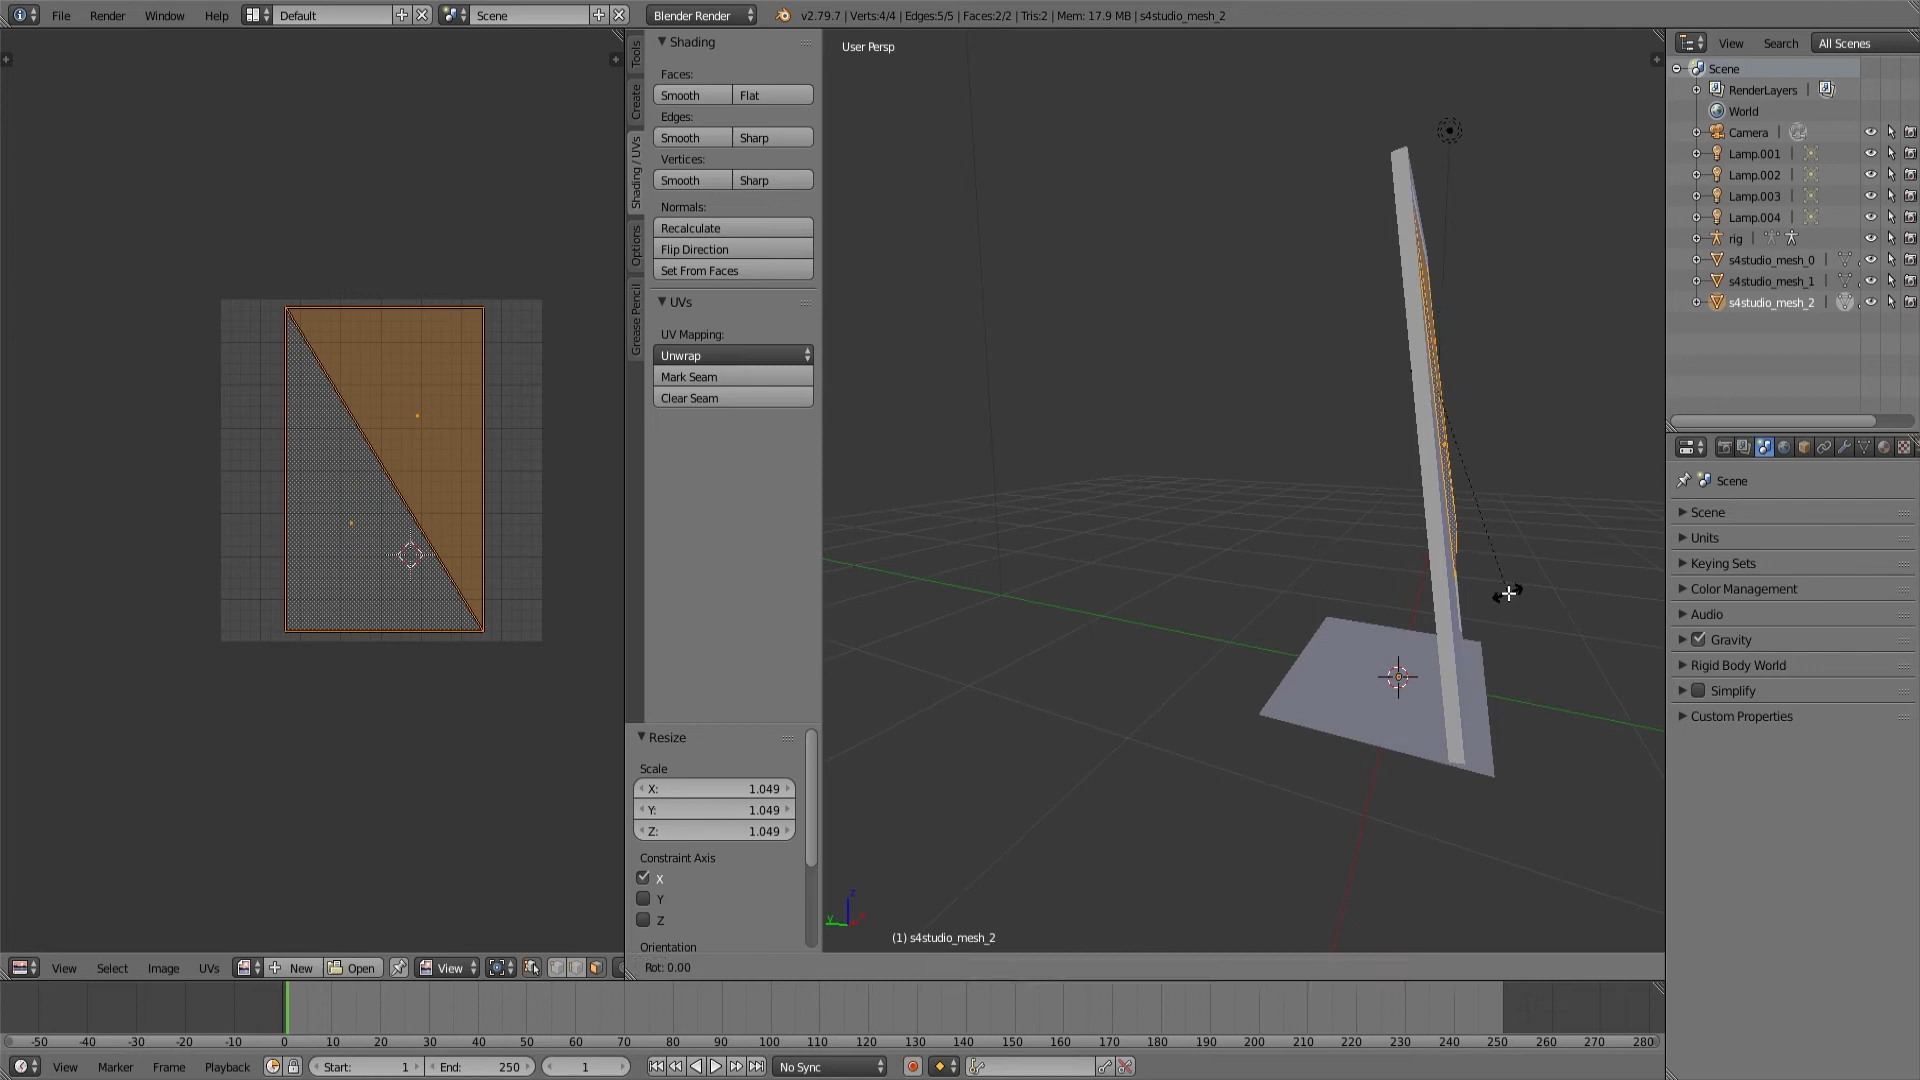 File Render Window Help Default Scene Blender Render v2.79.7 | Verts:4/4 | Edges:5/5 | Faces:2/2 | Tris:2 | Mem: 17.9 MB | s4studio_mesh_2
Tools
Create
Shading / UVs
Options
Grease Pencil
Shading
Faces:
Smooth Flat
Edges:
Smooth Sharp
Vertices:
Smooth Sharp
Normals:
Recalculate
Flip Direction
Set From Faces
UVs
UV Mapping:
Unwrap
Mark Seam
Clear Seam
Resize
Scale
X: 1.049
Y: 1.049
Z: 1.049
Constraint Axis
X
Y
Z
Orientation
User Persp
z
y
x
(1) s4studio_mesh_2
View Search All Scenes
Scene
RenderLayers
World
Camera
Lamp.001
Lamp.002
Lamp.003
Lamp.004
rig
s4studio_mesh_0
s4studio_mesh_1
s4studio_mesh_2
Scene
Scene
Units
Keying Sets
Color Management
Audio
Gravity
Rigid Body World
Simplify
Custom Properties
View Select Image UVs New Open View Rot: 0.00
-50 -40 -30 -20 -10 0 10 20 30 40 50 60 70 80 90 100 110 120 130 140 150 160 170 180 190 200 210 220 230 240 250 260 270 280
View Marker Frame Playback Start: 1 End: 250 1 No Sync